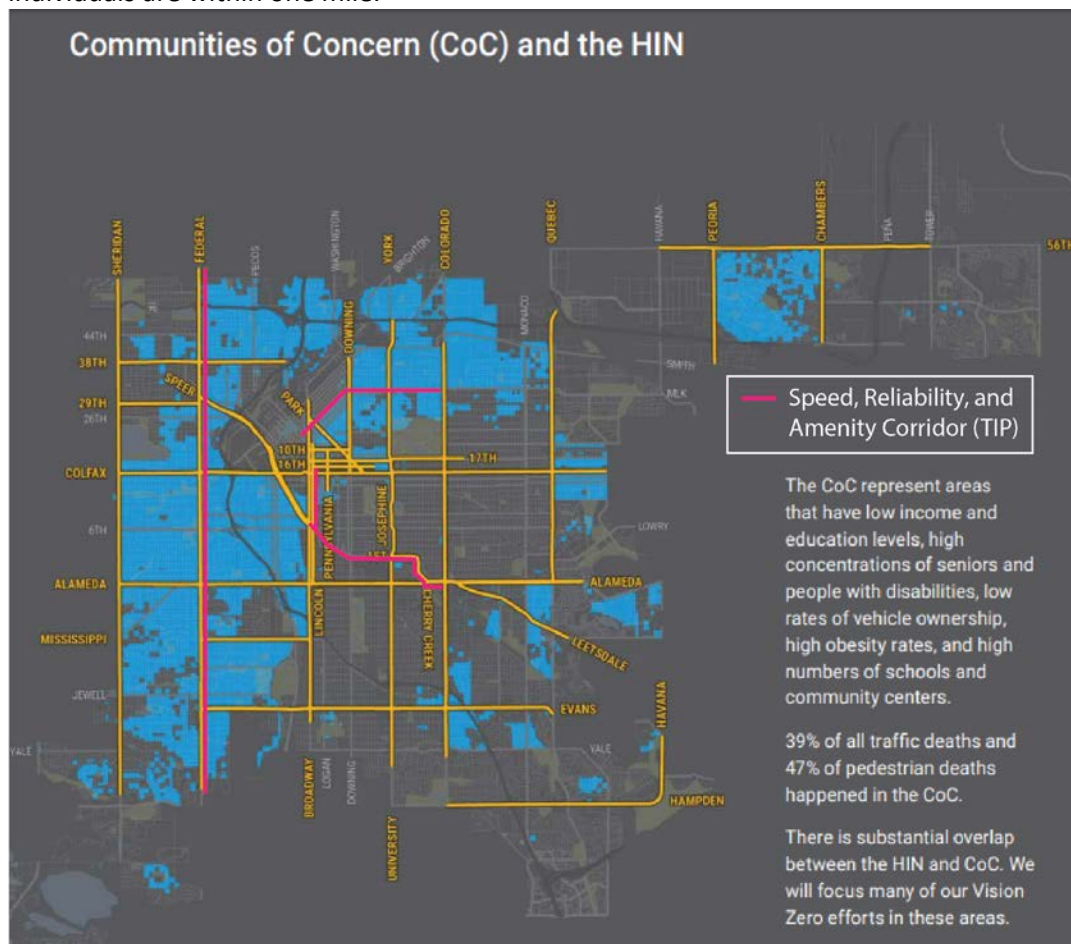 individuals are within one mile.
Communities of Concern (CoC) and the HIN
SHERIDAN
FEDERAL
PECOS
WASHINGTON
YORK
BRIGHTON
COLORADO
QUEBEC
HAVANA
PEORIA
CHAMBERS
PEÑA
TOWER
56TH
44TH
DOWNING
MONACO
38TH
SMITH
SPEER
PARK
MLK
29TH
26TH
10TH
16TH
17TH
COLFAX
PENNSYLVANIA
JOSEPHINE
6TH
LOWRY
1ST
ALAMEDA
LINCOLN
CHERRY CREEK
ALAMEDA
MISSISSIPPI
LEETSDALE
JEWELL
EVANS
HAVANA
YALE
YALE
BROADWAY
LOGAN
DOWNING
UNIVERSITY
HAMPDEN
Speed, Reliability, and
Amenity Corridor (TIP)
The CoC represent areas
that have low income and
education levels, high
concentrations of seniors and
people with disabilities, low
rates of vehicle ownership,
high obesity rates, and high
numbers of schools and
community centers.
39% of all traffic deaths and
47% of pedestrian deaths
happened in the CoC.
There is substantial overlap
between the HIN and CoC. We
will focus many of our Vision
Zero efforts in these areas.